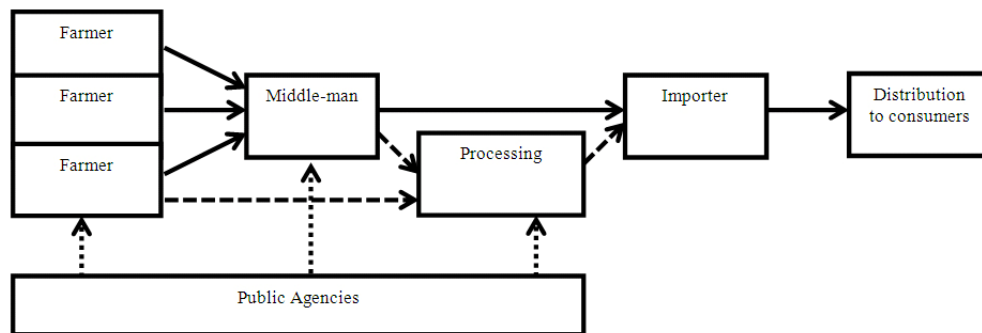 Farmer
Farmer
Farmer
Middle-man
Processing
Importer
Distribution
to consumers
Public Agencies